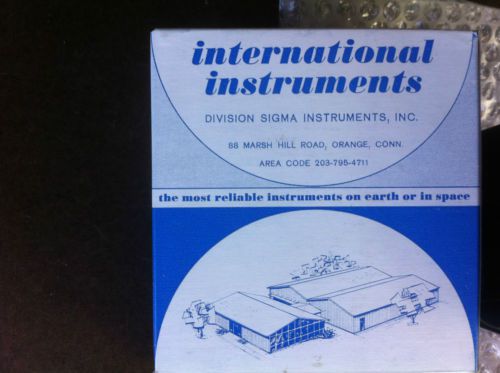 international
instruments
DIVISION SIGMA INSTRUMENTS, INC.
88 MARSH HILL ROAD, ORANGE, CONN.
AREA CODE 203-795-4711
the most reliable instruments on earth or in space